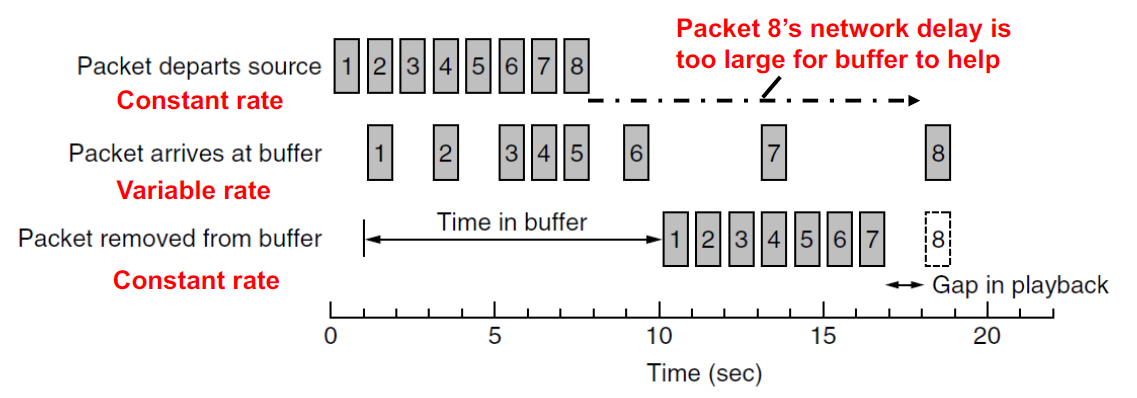 Packet 8’s network delay is
too large for buffer to help
Packet departs source 1 2 3 4 5 6 7 8
Constant rate
Packet arrives at buffer 1 2 3 4 5 6 7 8
Variable rate
Time in buffer
Packet removed from buffer 1 2 3 4 5 6 7 8
Constant rate
Gap in playback
0 5 10 15 20
Time (sec)